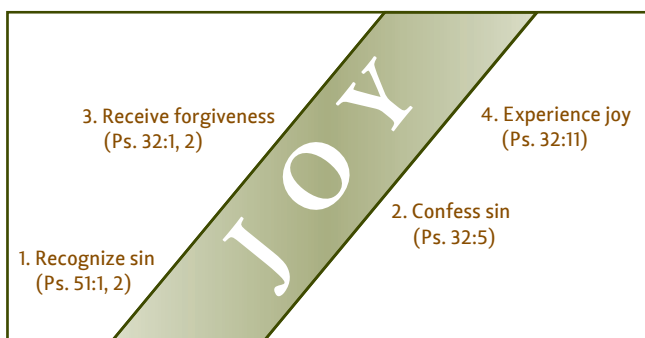 3. Receive forgiveness
(Ps. 32:1, 2)
JOY
4. Experience joy
(Ps. 32:11)
2. Confess sin
(Ps. 32:5)
1. Recognize sin
(Ps. 51:1, 2)